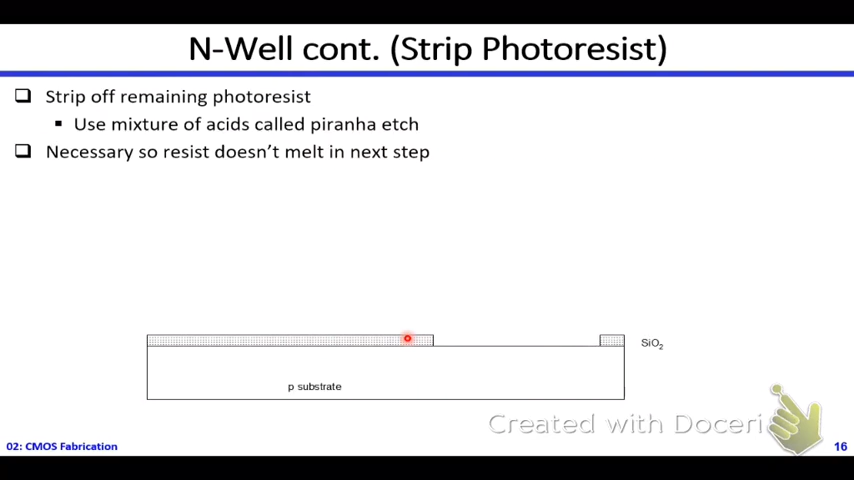 N-Well cont. (Strip Photoresist)
Strip off remaining photoresist
Use mixture of acids called piranha etch
Necessary so resist doesn't melt in next step
SiO₂
p substrate
Created with Doceri
02: CMOS Fabrication
16